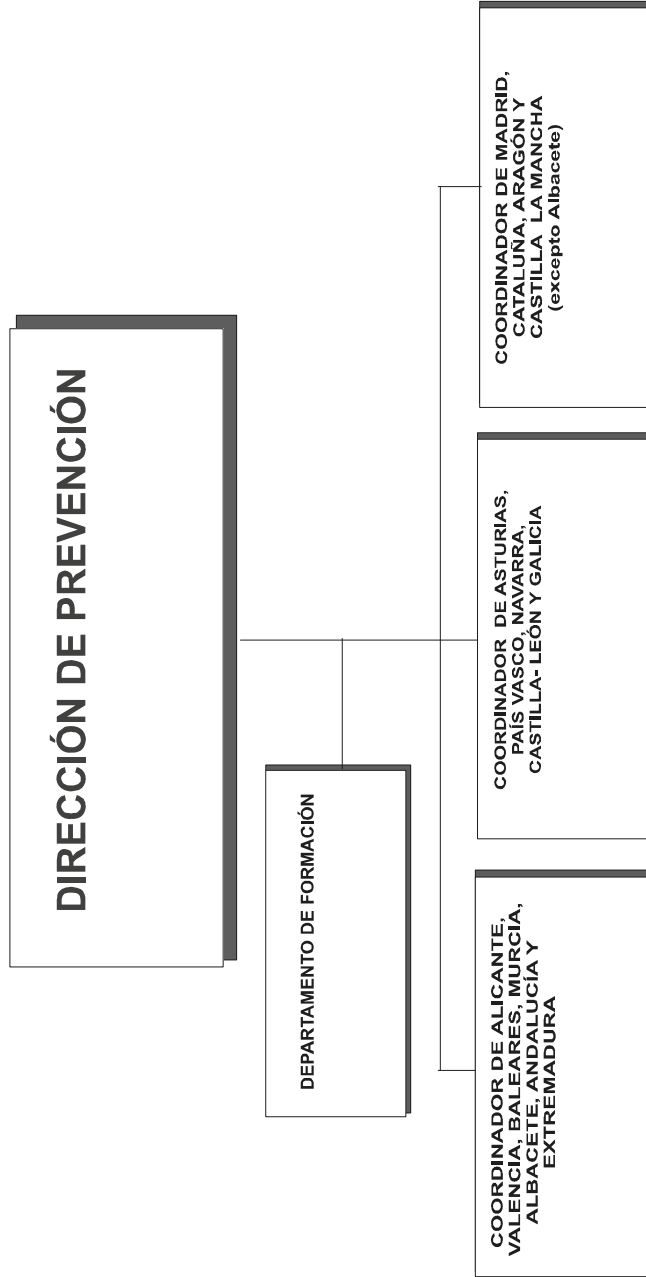 DIRECCIÓN DE PREVENCIÓN
DEPARTAMENTO DE FORMACIÓN
COORDINADOR DE ALICANTE,
VALENCIA, BALEARES, MURCIA,
ALBACETE, ANDALUCÍA Y
EXTREMADURA
COORDINADOR DE ASTURIAS,
PAÍS VASCO, NAVARRA,
CASTILLA- LEÓN Y GALICIA
COORDINADOR DE MADRID,
CATALUÑA, ARAGÓN Y
CASTILLA LA MANCHA
(excepto Albacete)